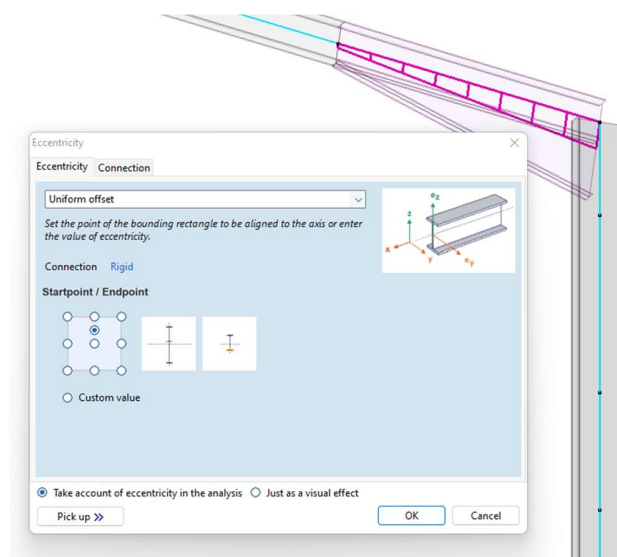 Eccentricity
Eccentricity Connection
Uniform offset
Set the point of the bounding rectangle to be aligned to the axis or enter
the value of eccentricity.
Connection Rigid
Startpoint / Endpoint
Custom value
ez
z
x
y
ey
Take account of eccentricity in the analysis Just as a visual effect
Pick up »
OK Cancel